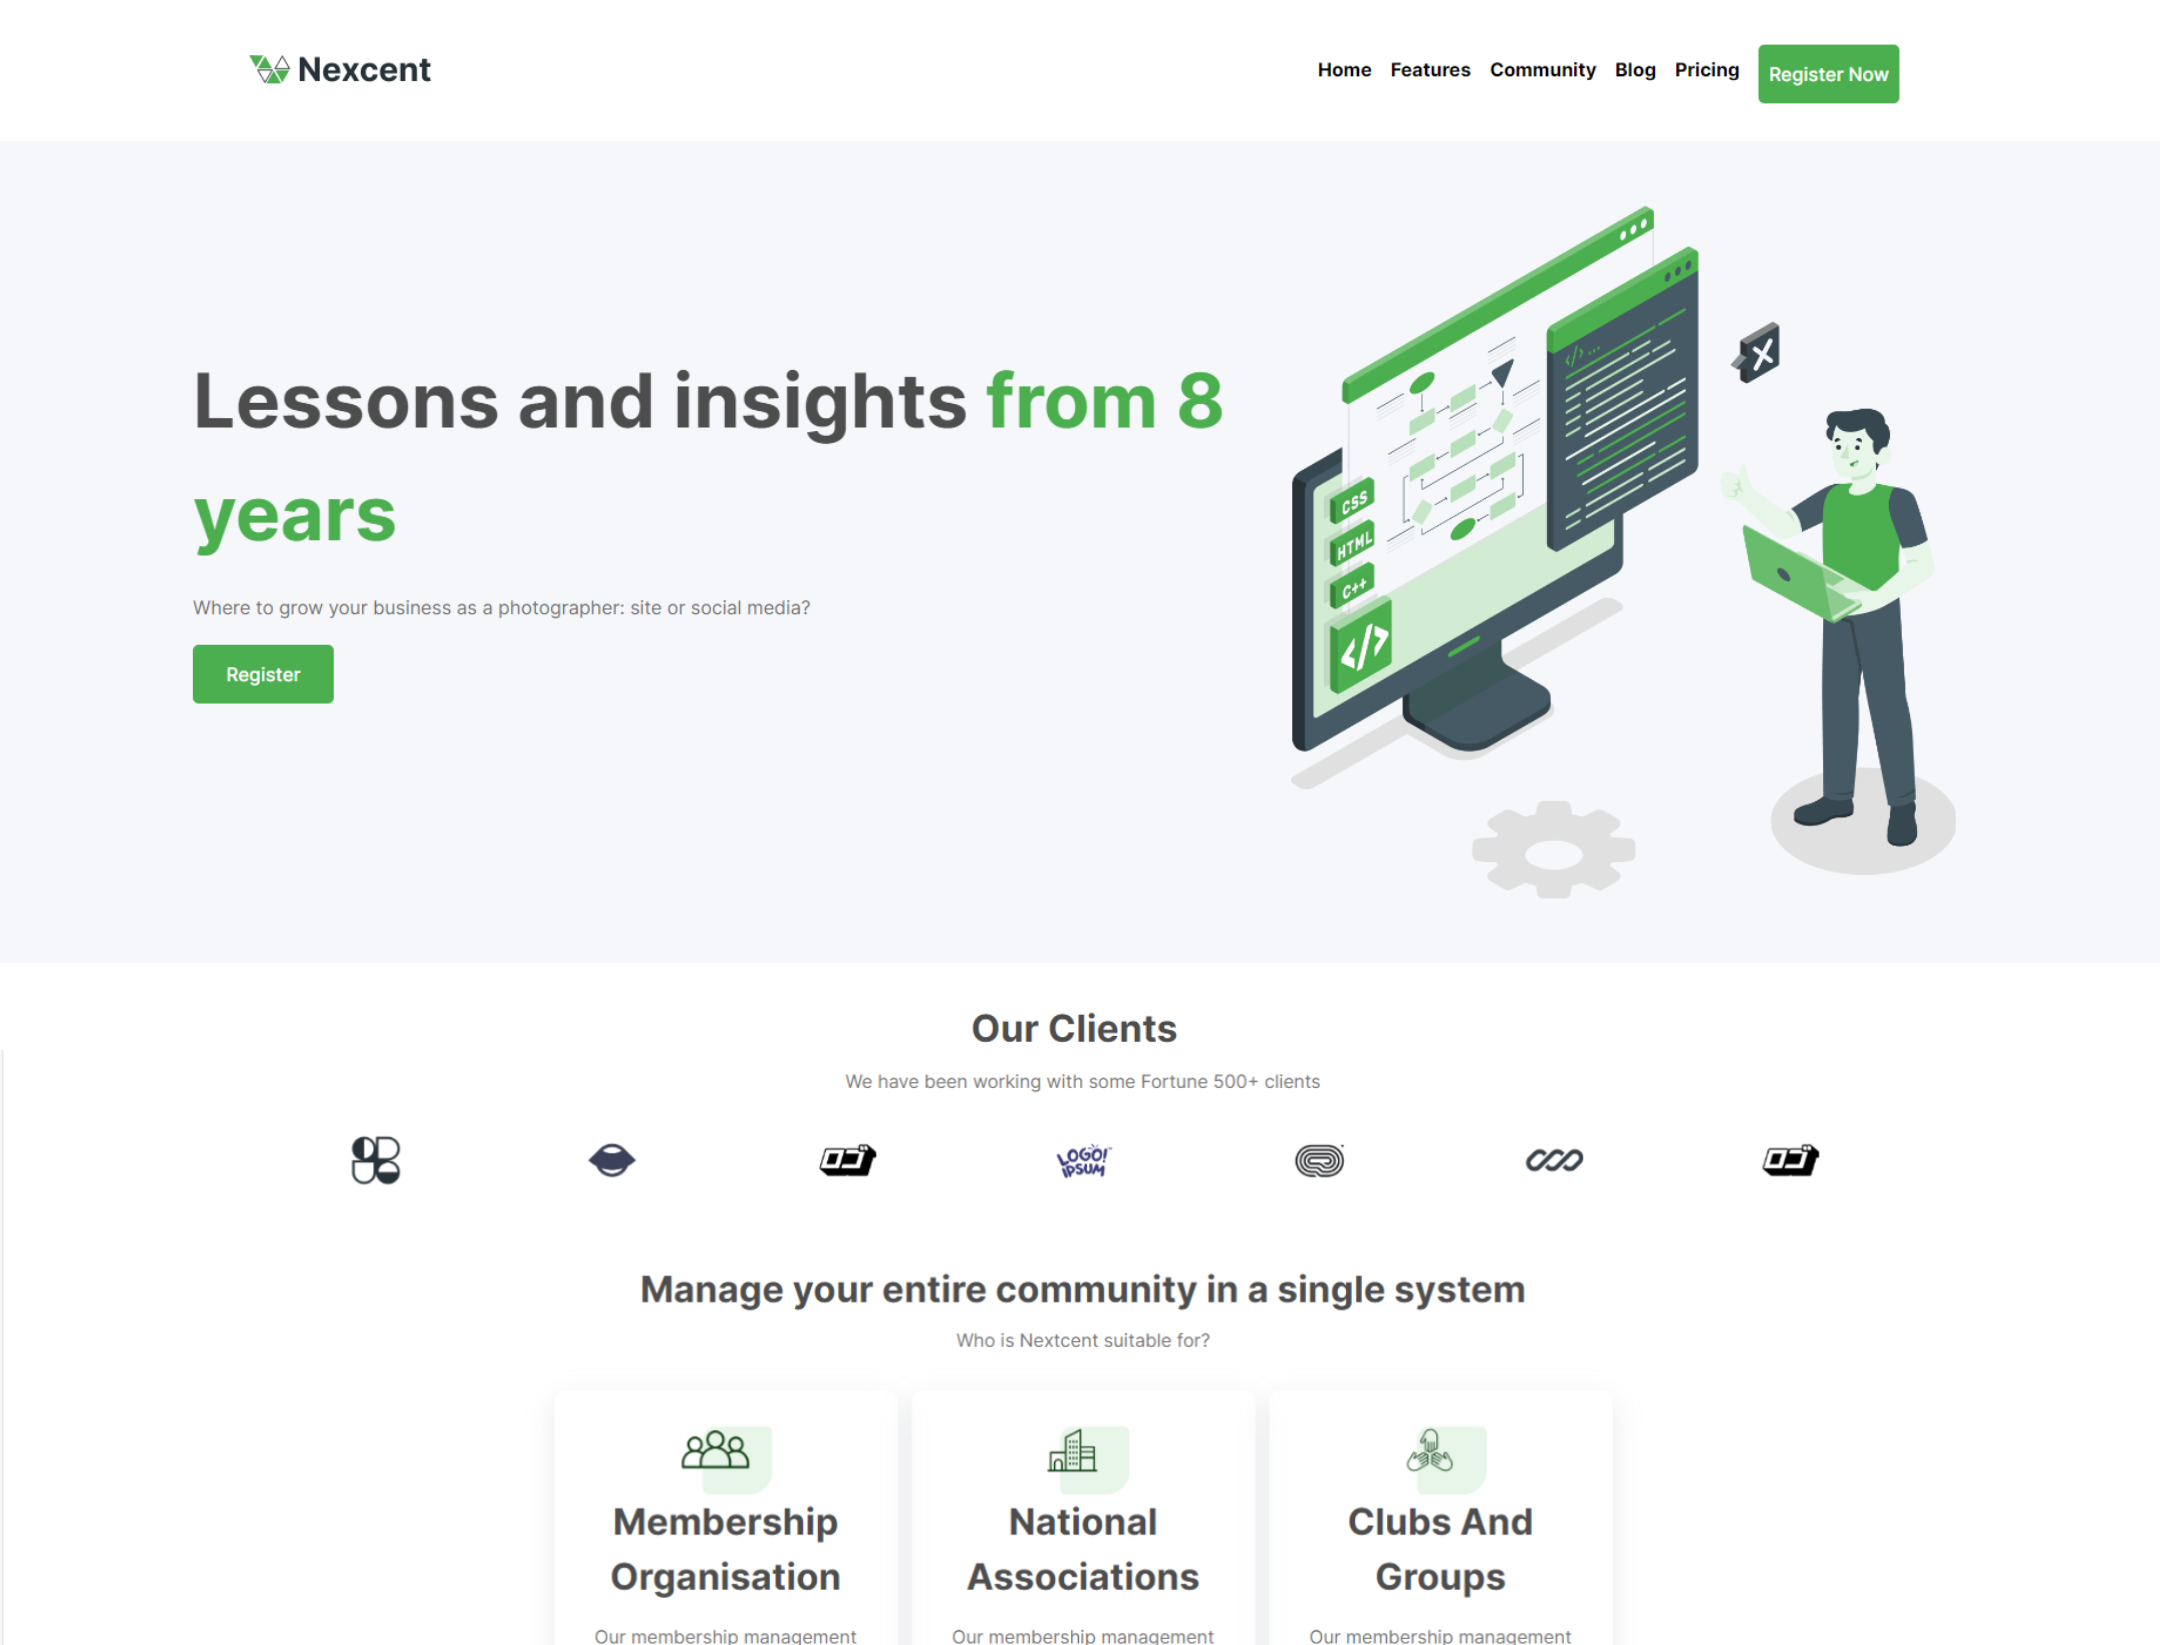 Nexcent
Home Features Community Blog Pricing Register Now
Lessons and insights from 8
years
Where to grow your business as a photographer: site or social media?
Register
CSS
HTML
C++
</>
</> ...
Our Clients
We have been working with some Fortune 500+ clients
LOGO!
IPSUM
Manage your entire community in a single system
Who is Nextcent suitable for?
Membership
Organisation
Our membership management
National
Associations
Our membership management
Clubs And
Groups
Our membership management